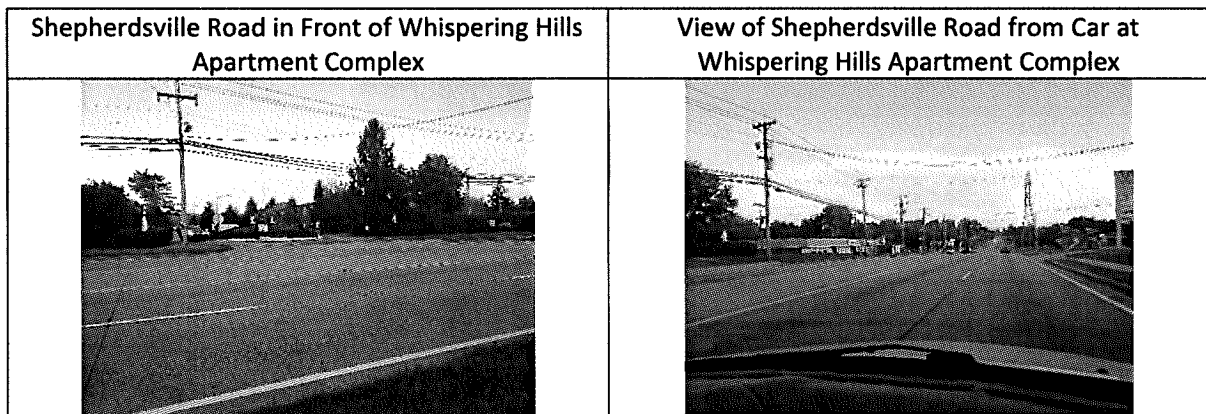 Shepherdsville Road in Front of Whispering Hills
Apartment Complex
View of Shepherdsville Road from Car at
Whispering Hills Apartment Complex